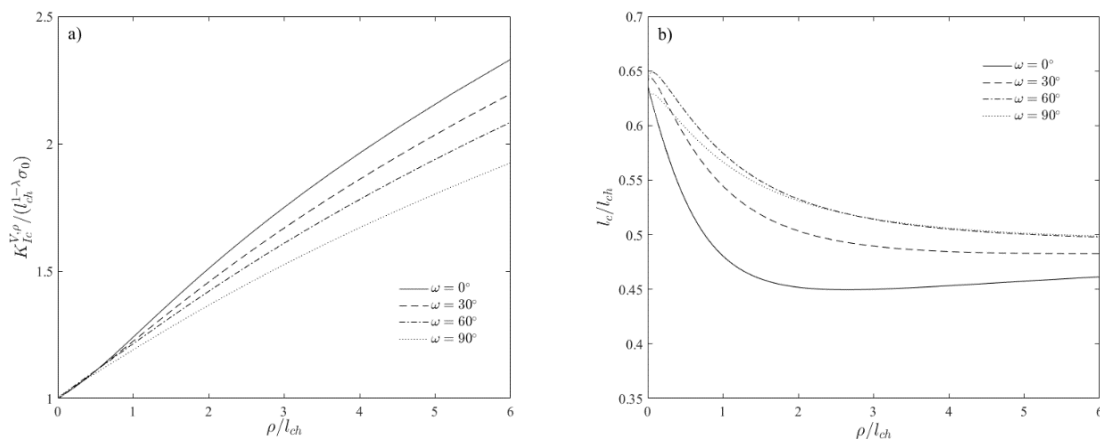 a)
2.5
2
1.5
1
K_{Ic}^{V,ρ}/(l_{ch}^{1−λ}σ_0)
ω = 0°
ω = 30°
ω = 60°
ω = 90°
0 1 2 3 4 5 6
ρ/l_{ch}
b)
0.7
0.65
0.6
0.55
0.5
0.45
0.4
0.35
l_c/l_{ch}
ω = 0°
ω = 30°
ω = 60°
ω = 90°
0 1 2 3 4 5 6
ρ/l_{ch}